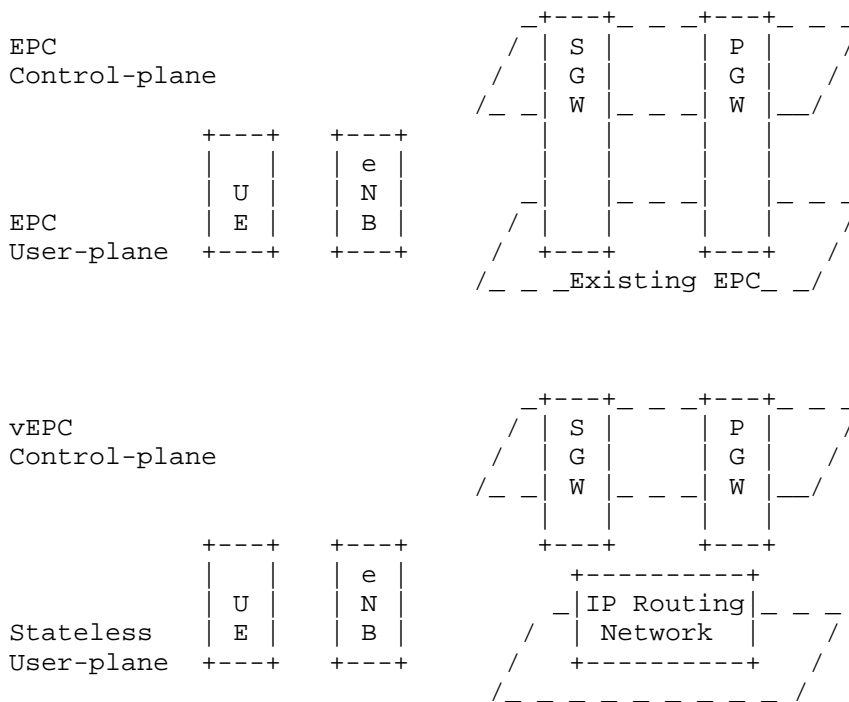 EPC
Control-plane
S
G
W
P
G
W
U
E
e
N
B
EPC
User-plane
Existing EPC
vEPC
Control-plane
S
G
W
P
G
W
U
E
e
N
B
IP Routing
Network
Stateless
User-plane